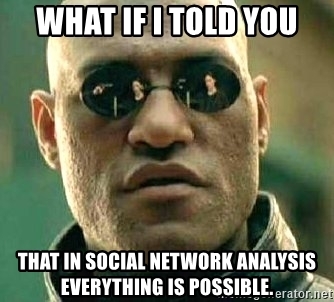 WHAT IF I TOLD YOU
THAT IN SOCIAL NETWORK ANALYSIS
EVERYTHING IS POSSIBLE.